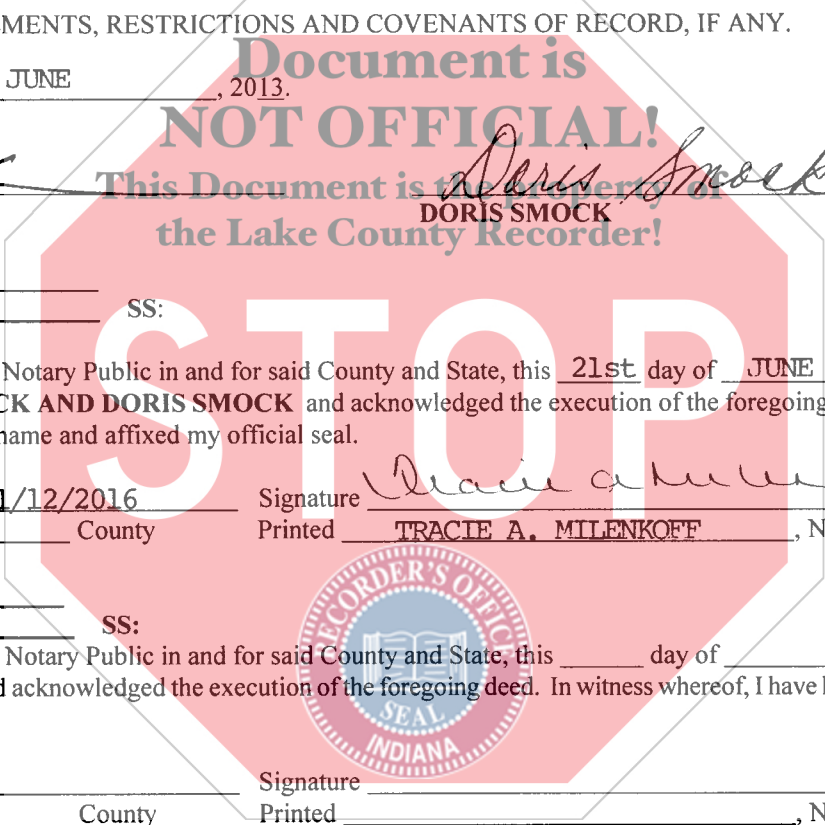 MENTS, RESTRICTIONS AND COVENANTS OF RECORD, IF ANY.
Document is
JUNE , 2013.
NOT OFFICIAL!
Doris Smock
This Document is the property of
DORIS SMOCK
the Lake County Recorder!
SS:
STOP
Notary Public in and for said County and State, this 21st day of JUNE
CK AND DORIS SMOCK and acknowledged the execution of the foregoing
name and affixed my official seal.
1/12/2016 Signature Tracie A
County Printed TRACIE A. MILENKOFF , N
RECORDER'S OFFICE
SS:
Notary Public in and for said County and State, this day of
d acknowledged the execution of the foregoing deed. In witness whereof, I have h
SEAL
INDIANA
Signature
County Printed , N